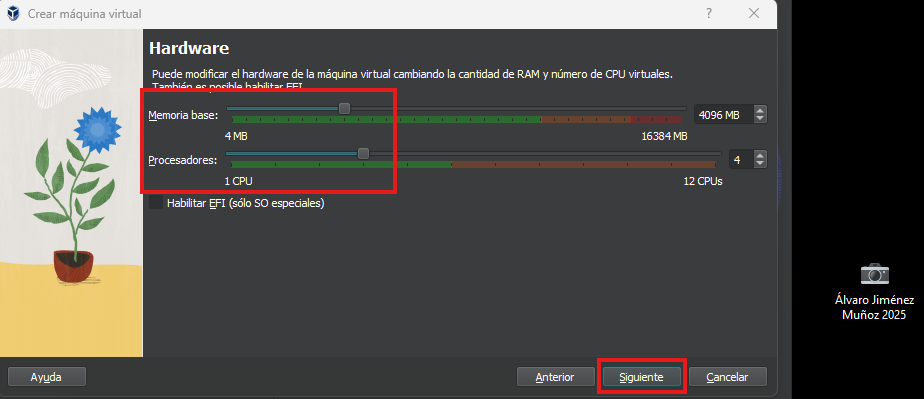 Crear máquina virtual
?
Hardware
Puede modificar el hardware de la máquina virtual cambiando la cantidad de RAM y número de CPU virtuales.
También es posible habilitar EFI.
Memoria base:
4096 MB
4 MB
16384 MB
Procesadores:
4
1 CPU
12 CPUs
Habilitar EFI (sólo SO especiales)
Álvaro Jiménez
Muñoz 2025
Ayuda
Anterior
Siguiente
Cancelar